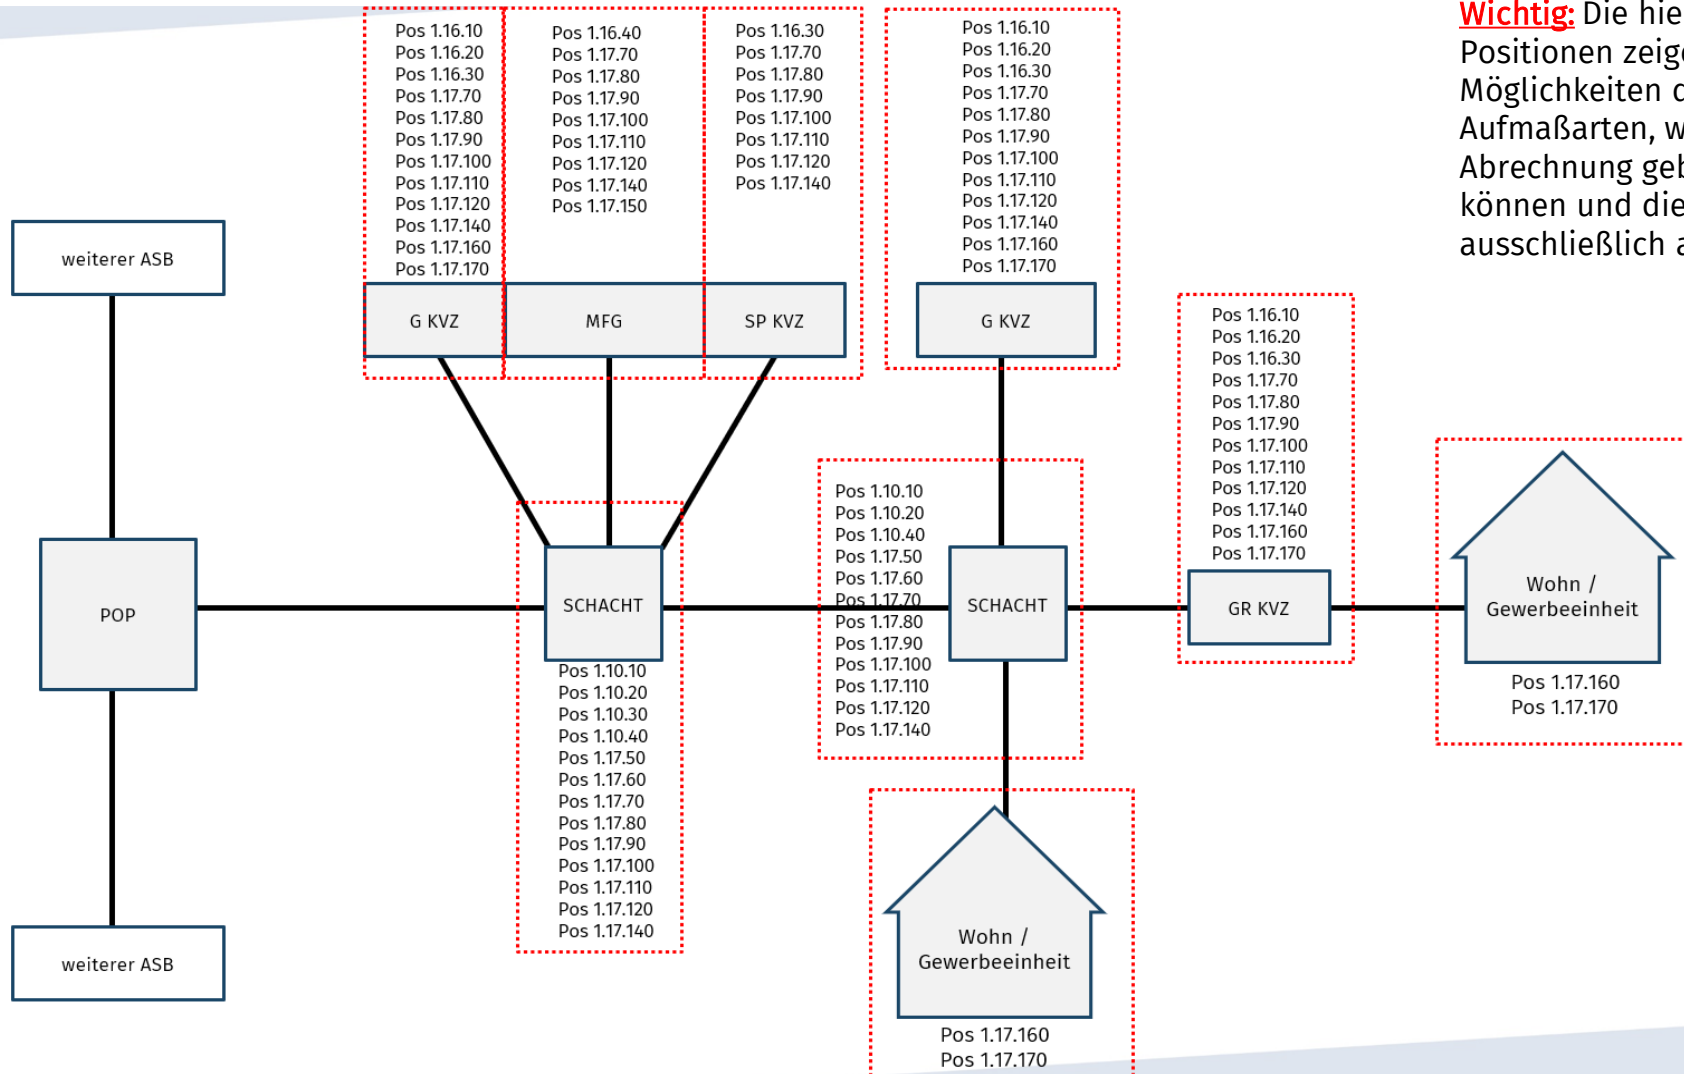 Wichtig: Die hie
Positionen zeig
Möglichkeiten
Aufmaßarten,
Abrechnung
können und die
ausschließlich
Pos 1.16.10
Pos 1.16.20
Pos 1.16.30
Pos 1.17.70
Pos 1.17.80
Pos 1.17.90
Pos 1.17.100
Pos 1.17.110
Pos 1.17.120
Pos 1.17.140
Pos 1.17.160
Pos 1.17.170
G KVZ
Pos 1.16.40
Pos 1.17.70
Pos 1.17.80
Pos 1.17.90
Pos 1.17.100
Pos 1.17.110
Pos 1.17.120
Pos 1.17.140
Pos 1.17.150
MFG
Pos 1.16.30
Pos 1.17.70
Pos 1.17.80
Pos 1.17.90
Pos 1.17.100
Pos 1.17.110
Pos 1.17.120
Pos 1.17.140
SP KVZ
Pos 1.16.10
Pos 1.16.20
Pos 1.16.30
Pos 1.17.70
Pos 1.17.80
Pos 1.17.90
Pos 1.17.100
Pos 1.17.110
Pos 1.17.120
Pos 1.17.140
Pos 1.17.160
Pos 1.17.170
G KVZ
weiterer ASB
POP
weiterer ASB
SCHACHT
Pos 1.10.10
Pos 1.10.20
Pos 1.10.30
Pos 1.10.40
Pos 1.17.50
Pos 1.17.60
Pos 1.17.70
Pos 1.17.80
Pos 1.17.90
Pos 1.17.100
Pos 1.17.110
Pos 1.17.120
Pos 1.17.140
Pos 1.10.10
Pos 1.10.20
Pos 1.10.40
Pos 1.17.50
Pos 1.17.60
Pos 1.17.70
Pos 1.17.80
Pos 1.17.90
Pos 1.17.100
Pos 1.17.110
Pos 1.17.120
Pos 1.17.140
SCHACHT
Pos 1.16.10
Pos 1.16.20
Pos 1.16.30
Pos 1.17.70
Pos 1.17.80
Pos 1.17.90
Pos 1.17.100
Pos 1.17.110
Pos 1.17.120
Pos 1.17.140
Pos 1.17.160
Pos 1.17.170
GR KVZ
Wohn /
Gewerbeeinheit
Pos 1.17.160
Pos 1.17.170
Wohn /
Gewerbeeinheit
Pos 1.17.160
Pos 1.17.170